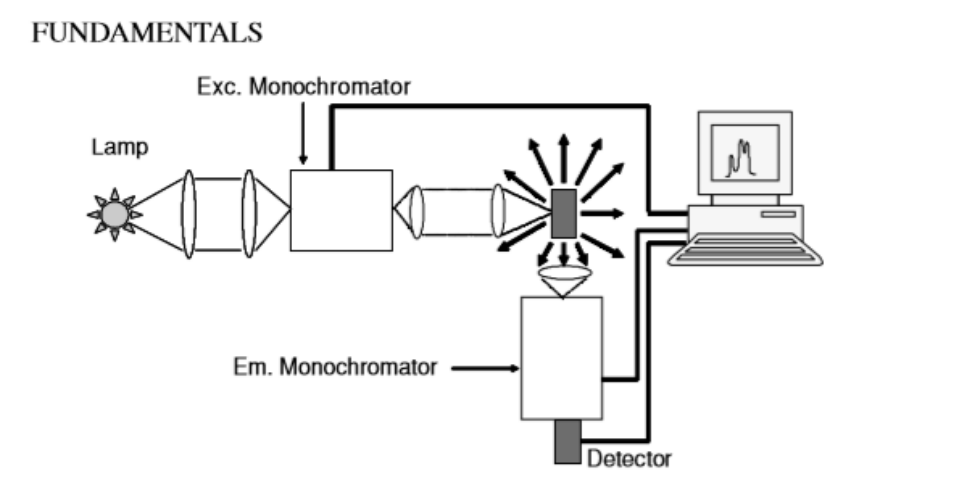 FUNDAMENTALS
Exc. Monochromator
Lamp
Em. Monochromator
Detector